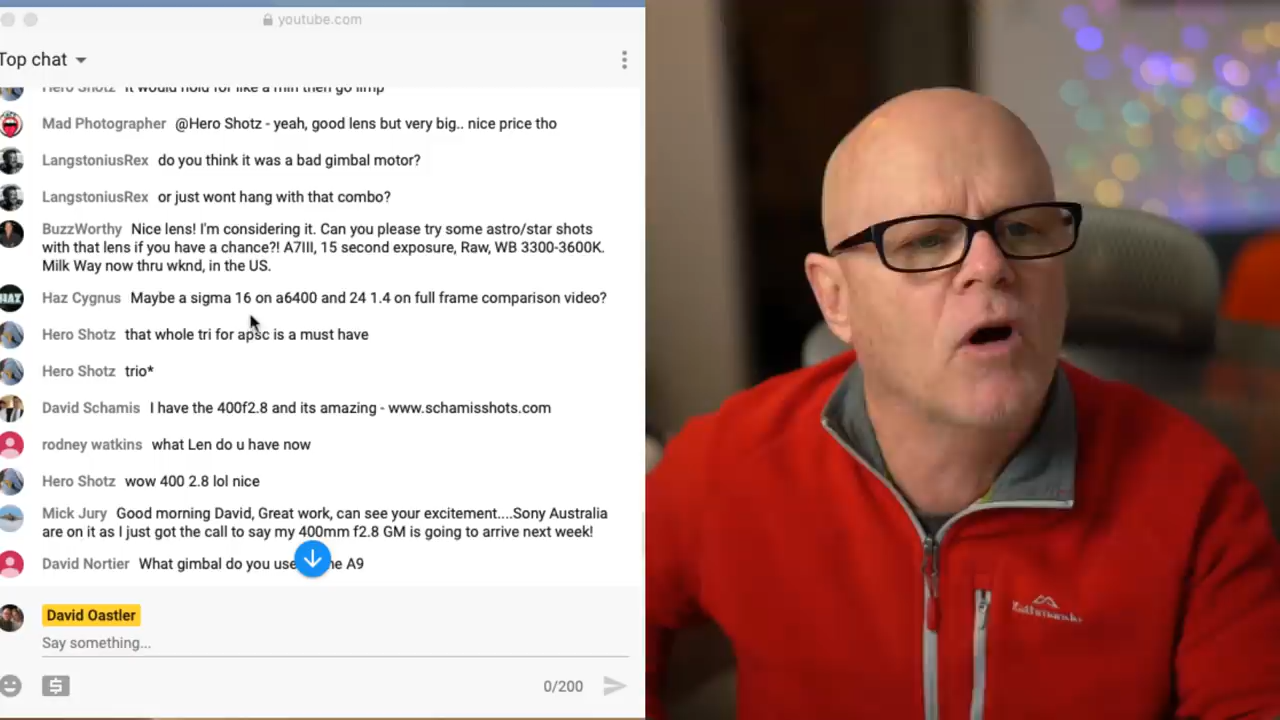 youtube.com
Top chat
Hero Shotz it would hold for like a min then go limp
Mad Photographer @Hero Shotz - yeah, good lens but very big.. nice price tho
LangstoniusRex do you think it was a bad gimbal motor?
LangstoniusRex or just wont hang with that combo?
BuzzWorthy Nice lens! I'm considering it. Can you please try some astro/star shots
with that lens if you have a chance?! A7III, 15 second exposure, Raw, WB 3300-3600K.
Milk Way now thru wknd, in the US.
Haz Cygnus Maybe a sigma 16 on a6400 and 24 1.4 on full frame comparison video?
Hero Shotz that whole tri for apsc is a must have
Hero Shotz trio*
David Schamis I have the 400f2.8 and its amazing - www.schamisshots.com
rodney watkins what Len do u have now
Hero Shotz wow 400 2.8 lol nice
Mick Jury Good morning David, Great work, can see your excitement....Sony Australia
are on it as I just got the call to say my 400mm f2.8 GM is going to arrive next week!
David Nortier What gimbal do you use A9
David Oastler
Say something...
0/200
HAZ
Kathmandu